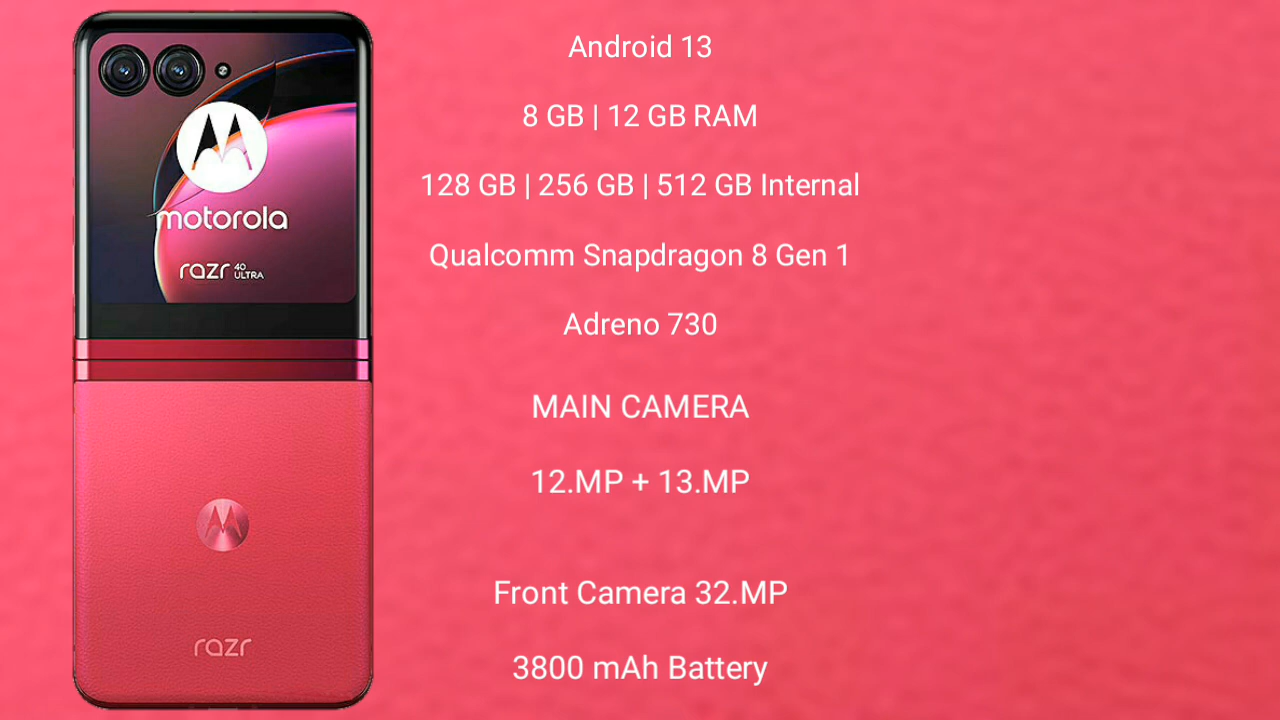 motorola
razr 40 ULTRA
razr
Android 13
8 GB | 12 GB RAM
128 GB | 256 GB | 512 GB Internal
Qualcomm Snapdragon 8 Gen 1
Adreno 730
MAIN CAMERA
12.MP + 13.MP
Front Camera 32.MP
3800 mAh Battery